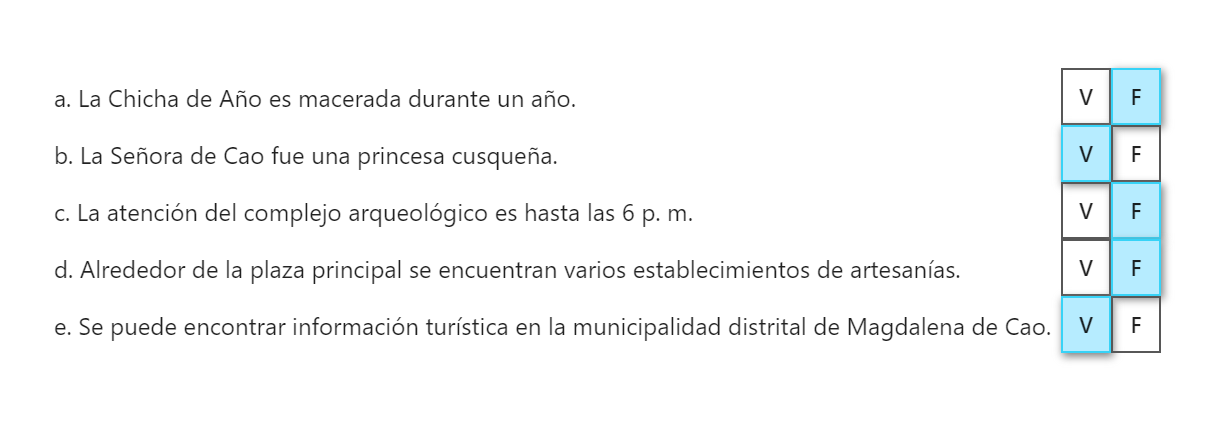 a. La Chicha de Año es macerada durante un año. V F
b. La Señora de Cao fue una princesa cusqueña. V F
c. La atención del complejo arqueológico es hasta las 6 p. m. V F
d. Alrededor de la plaza principal se encuentran varios establecimientos de artesanías. V F
e. Se puede encontrar información turística en la municipalidad distrital de Magdalena de Cao. V F